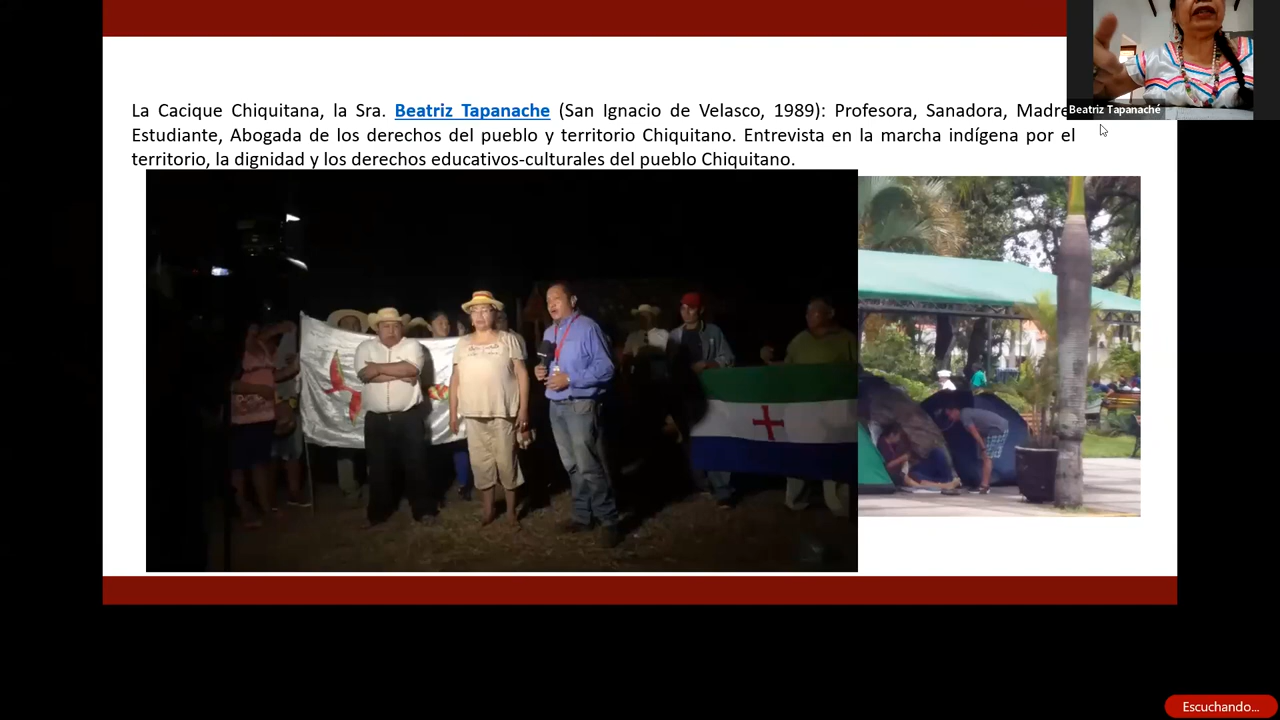 La Cacique Chiquitana, la Sra. Beatriz Tapanache (San Ignacio de Velasco, 1989): Profesora, Sanadora, Madre
Estudiante, Abogada de los derechos del pueblo y territorio Chiquitano. Entrevista en la marcha indígena por el
territorio, la dignidad y los derechos educativos-culturales del pueblo Chiquitano.
Beatriz Tapanaché
Escuchando...